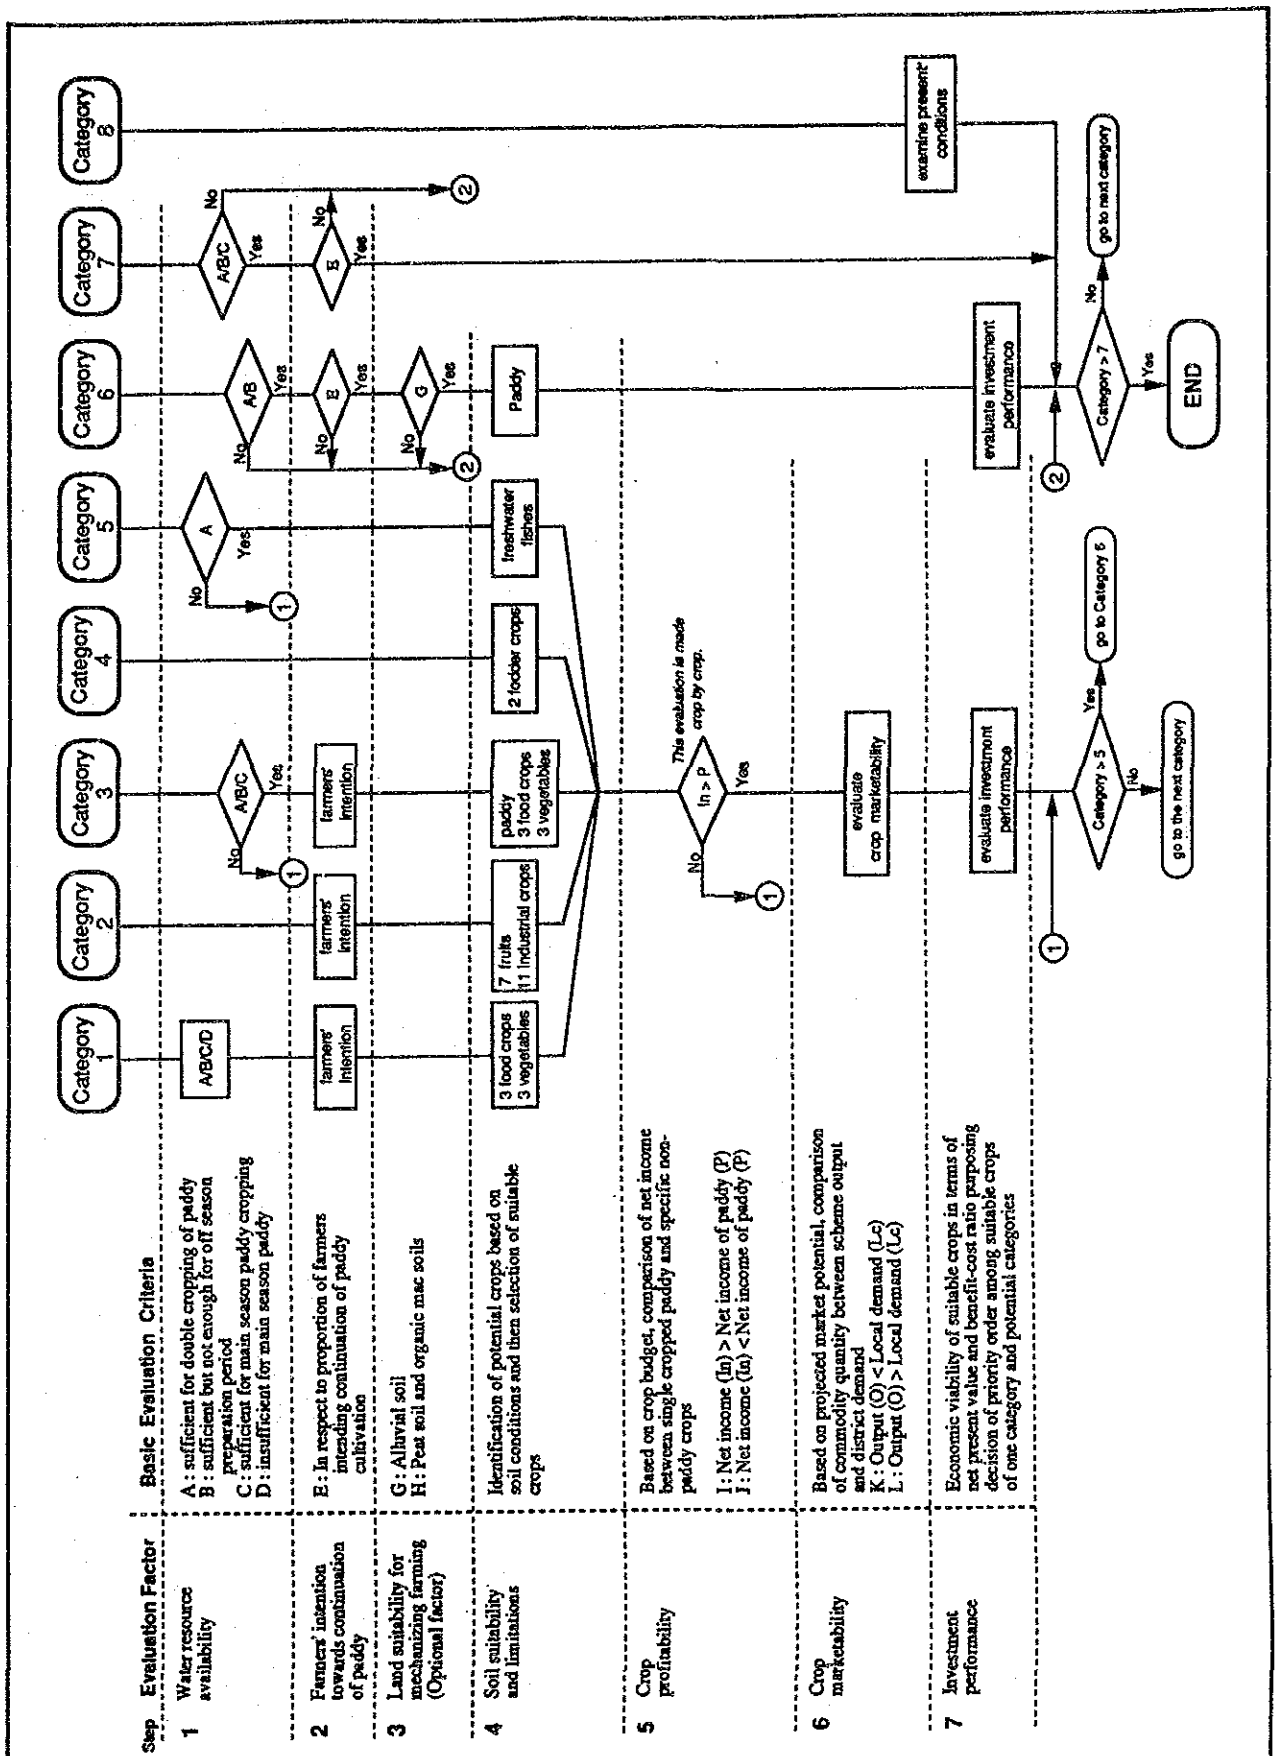 Step
Evaluation Factor
Basic Evaluation Criteria
Category
1
Category
2
Category
3
Category
4
Category
5
Category
6
Category
7
Category
8
1
Water resource
availability
A : sufficient for double cropping of paddy
B : sufficient but not enough for off season
preparation period
C : sufficient for main season paddy cropping
D : insufficient for main season paddy
A/B/C/D
A/B/C
No
Yes
1
A
No
Yes
1
A/B
No
Yes
A/B/C
No
Yes
2
Farmers' intention
towards continuation
of paddy
E : In respect to proportion of farmers
intending continuation of paddy
cultivation
farmers'
intention
farmers'
intention
farmers'
intention
E
No
Yes
E
No
Yes
3
Land suitability for
mechanizing farming
(Optional factor)
G : Alluvial soil
H : Peat soil and organic mac soils
G
No
Yes
2
2
4
Soil suitability
and limitations
Identification of potential crops based on
soil conditions and then selection of suitable
crops
3 food crops
3 vegetables
7 fruits
11 industrial crops
paddy
3 food crops
3 vegetables
2 fodder crops
freshwater
fishes
Paddy
5
Crop
profitability
Based on crop budget, comparison of net income
between single cropped paddy and specific non-
paddy crops
I : Net income (In) > Net income of paddy (P)
J : Net income (In) < Net income of paddy (P)
This evaluation is made
crop by crop.
In > P
No
Yes
1
6
Crop
marketability
Based on projected market potential, comparison
of commodity quantity between scheme output
and district demand
K : Output (O) < Local demand (Lc)
L : Output (O) > Local demand (Lc)
evaluate
crop marketability
examine present
conditions
7
Investment
performance
Economic viability of suitable crops in terms of
net present value and benefit-cost ratio purposing
decision of priority order among suitable crops
of one category and potential categories
evaluate investment
performance
evaluate investment
performance
1
Category > 5
Yes
go to Category 6
No
go to the next category
2
Category > 7
No
go to next category
Yes
END